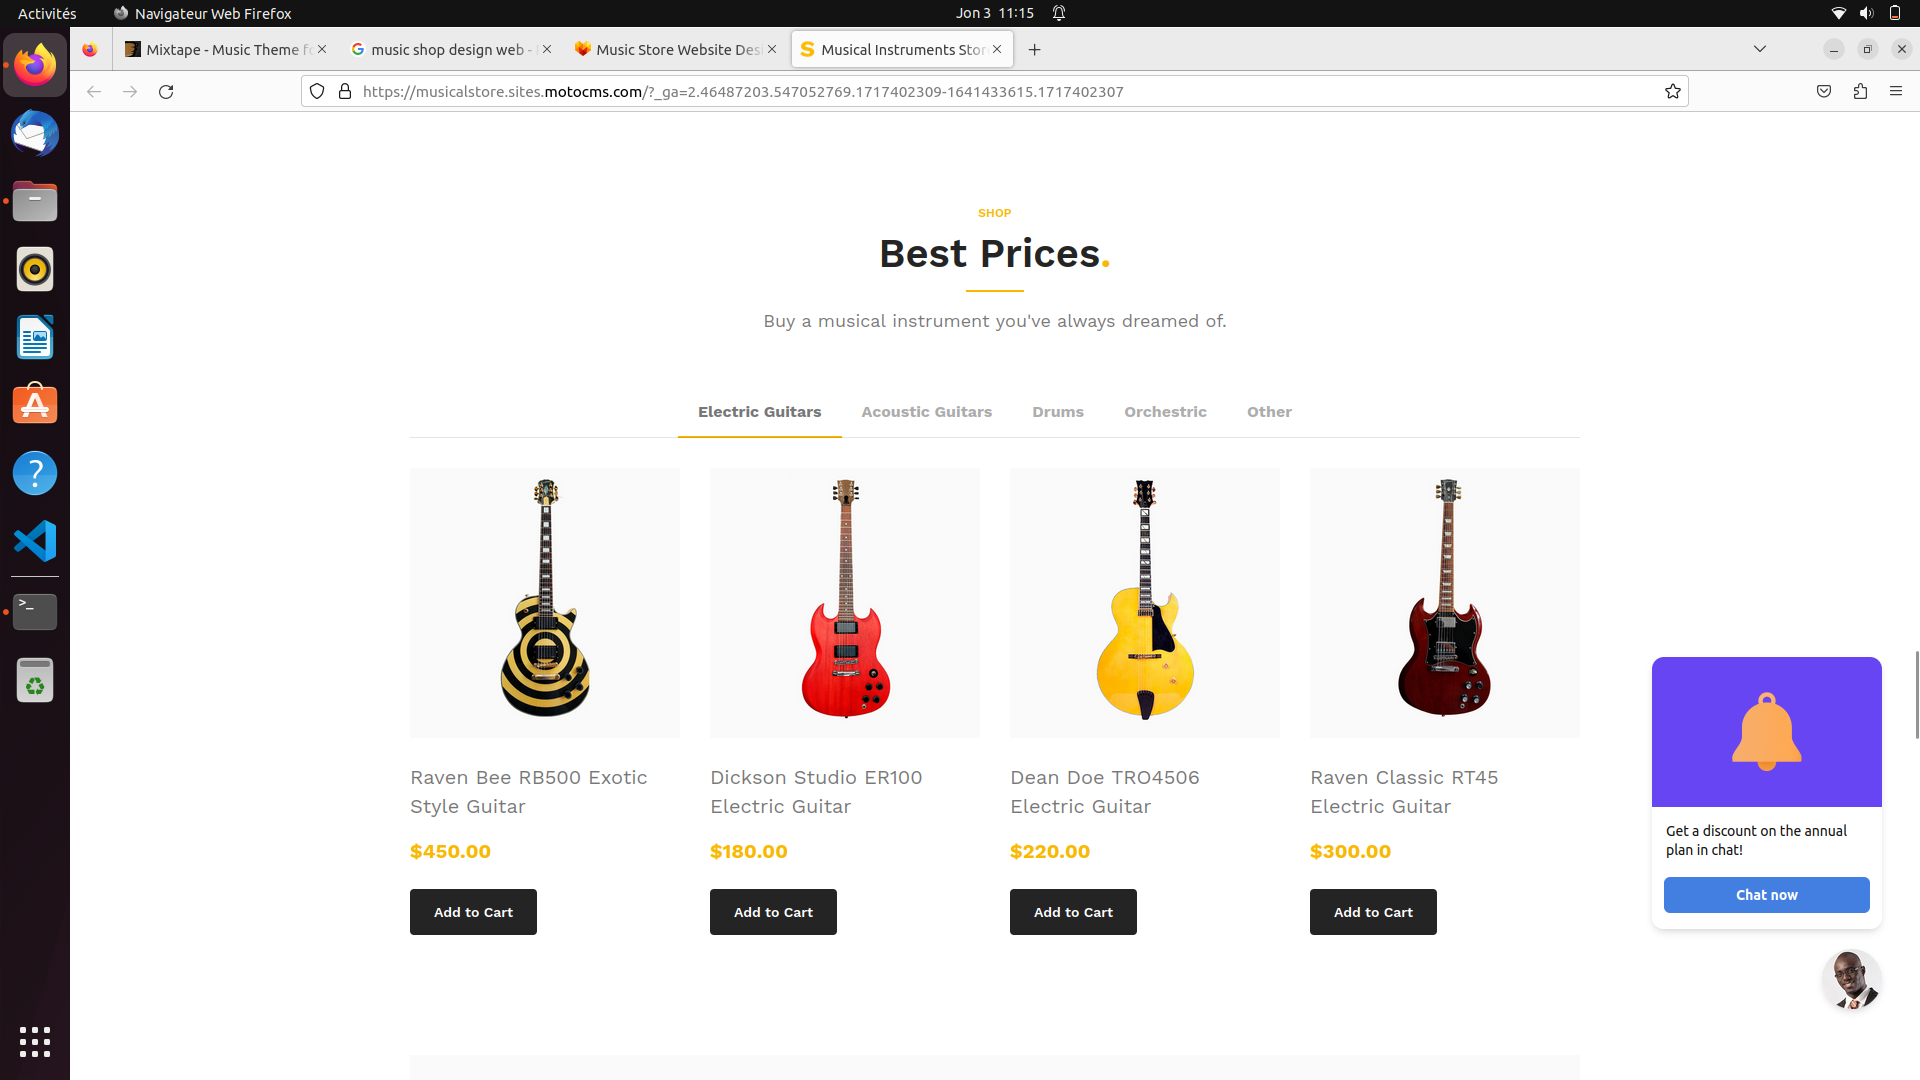 Activités
Navigateur Web Firefox
Jon 3 11:15
Mixtape - Music Theme fo
music shop design web -
Music Store Website Desi
Musical Instruments Stor
https://musicalstore.sites.motocms.com/?_ga=2.46487203.547052769.1717402309-1641433615.1717402307
SHOP
Best Prices.
Buy a musical instrument you've always dreamed of.
Electric Guitars
Acoustic Guitars
Drums
Orchestric
Other
Raven Bee RB500 Exotic
Style Guitar
$450.00
Add to Cart
Dickson Studio ER100
Electric Guitar
$180.00
Add to Cart
Dean Doe TRO4506
Electric Guitar
$220.00
Add to Cart
Raven Classic RT45
Electric Guitar
$300.00
Add to Cart
Get a discount on the annual
plan in chat!
Chat now